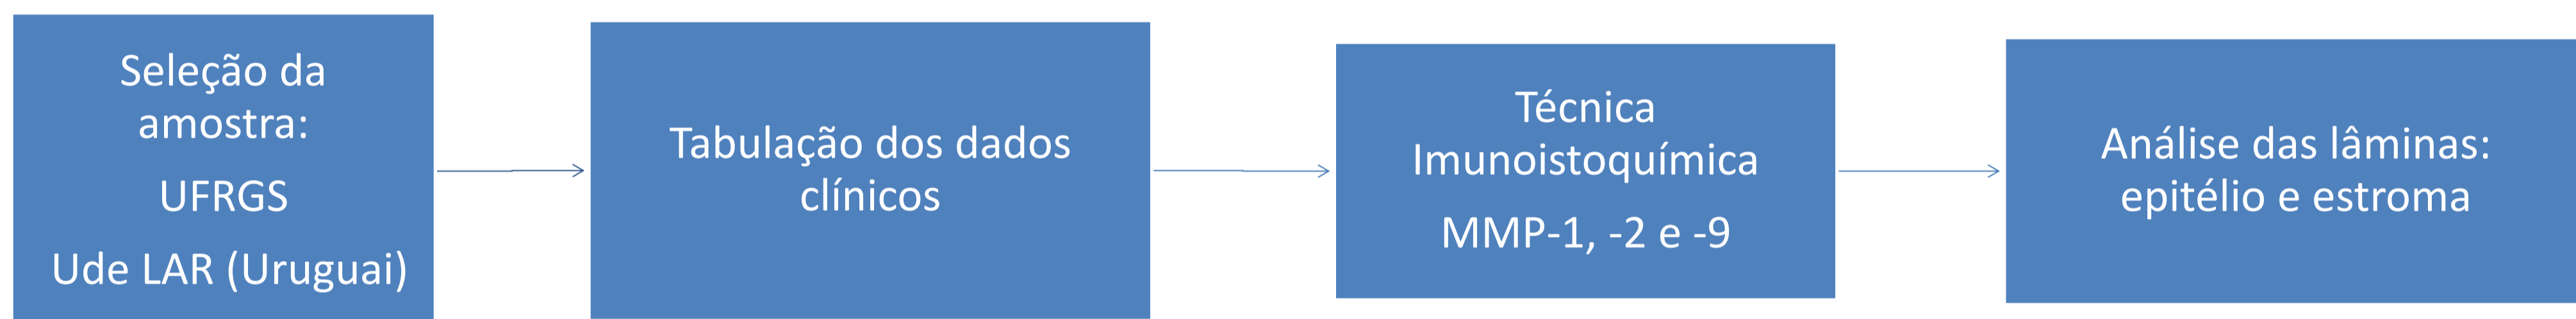 Seleção da
amostra:
UFRGS
Ude LAR (Uruguai)
Tabulação dos dados
clínicos
Técnica
Imunoistoquímica
MMP-1, -2 e -9
Análise das lâminas:
epitélio e estroma